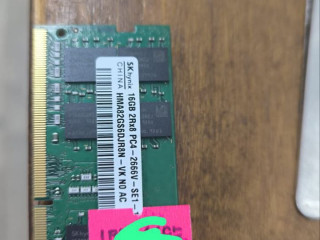 SK hynix
CHINA
16GB 2Rx8 PC4-2666V-SE1-
HMA82GS6DJR8N-VK N0 AC